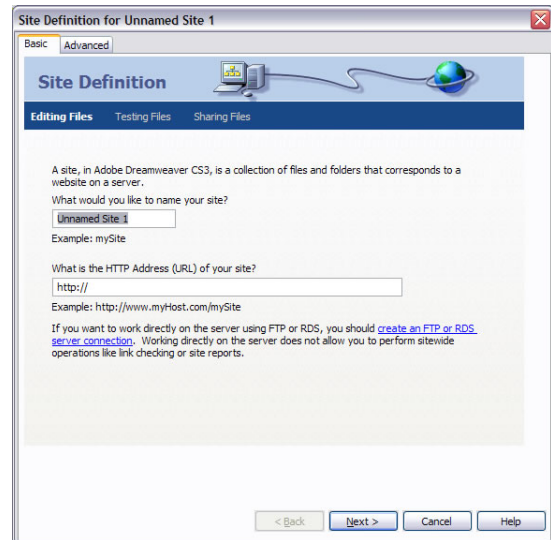 Site Definition for Unnamed Site 1
Basic Advanced
Site Definition
Editing Files Testing Files Sharing Files
A site, in Adobe Dreamweaver CS3, is a collection of files and folders that corresponds to a
website on a server.
What would you like to name your site?
Unnamed Site 1
Example: mySite
What is the HTTP Address (URL) of your site?
http://
Example: http://www.myHost.com/mySite
If you want to work directly on the server using FTP or RDS, you should create an FTP or RDS
server connection. Working directly on the server does not allow you to perform sitewide
operations like link checking or site reports.
< Back Next > Cancel Help